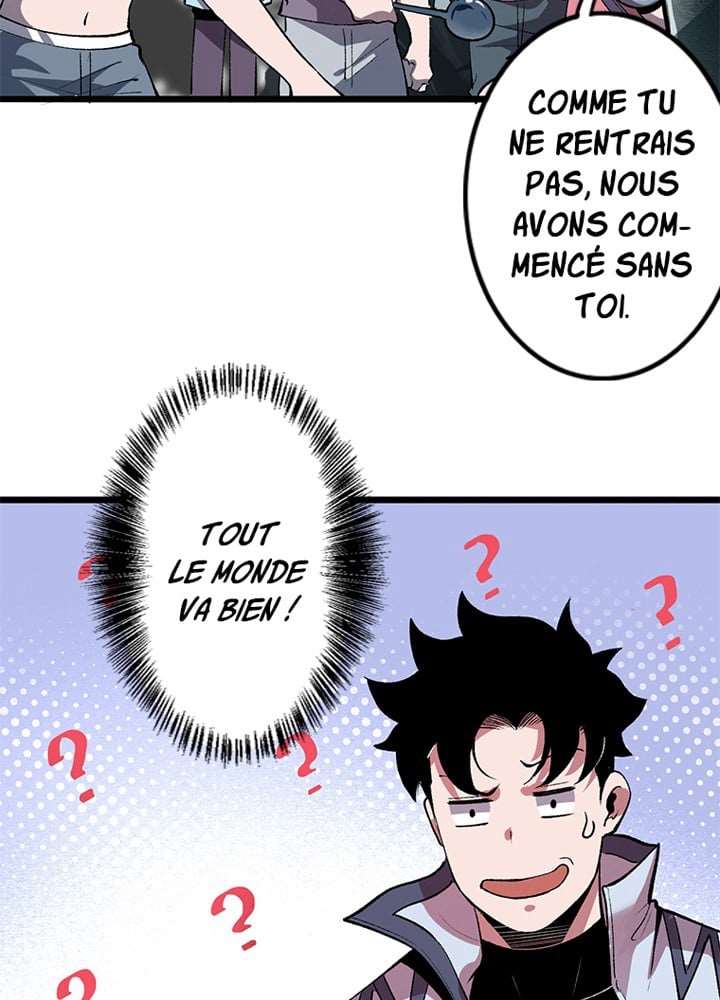 COMME TU
NE RENTRAIS
PAS, NOUS
AVONS COM-
MENCÉ SANS
TOI.
TOUT
LE MONDE
VA BIEN !
?
?
?
?
?
?
?